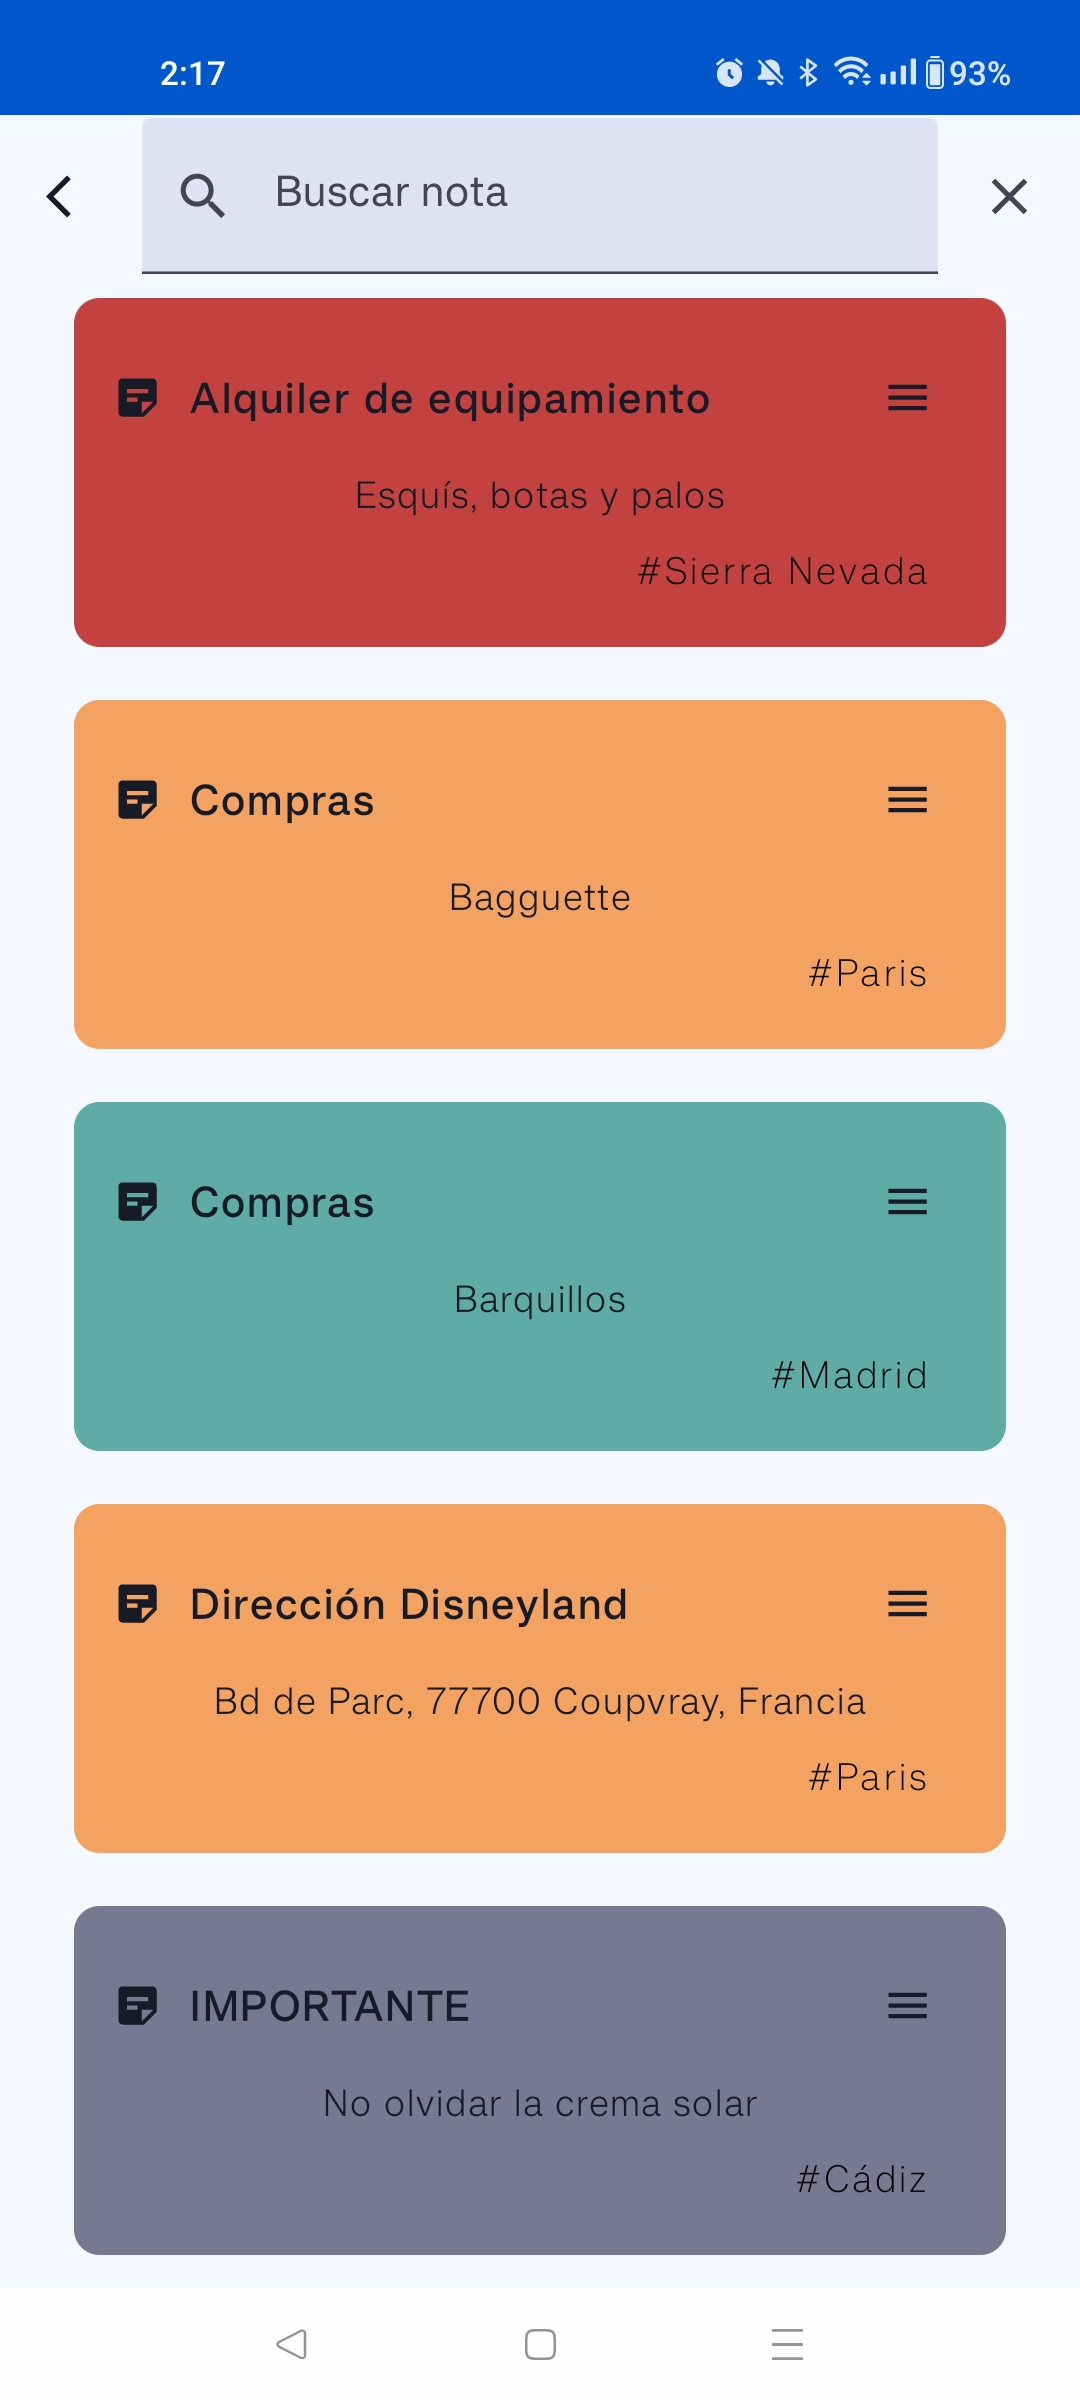 2:17 93%
Buscar nota
Alquiler de equipamiento
Esquís, botas y palos
#Sierra Nevada
Compras
Bagguette
#Paris
Compras
Barquillos
#Madrid
Dirección Disneyland
Bd de Parc, 77700 Coupvray, Francia
#Paris
IMPORTANTE
No olvidar la crema solar
#Cádiz